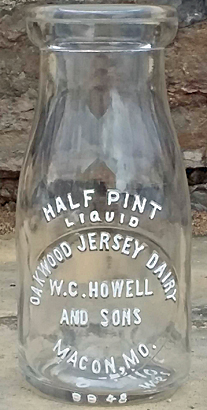 HALF PINT
LIQUID
OAKWOOD JERSEY DAIRY
W.C. HOWELL
AND SONS
MACON, MO.